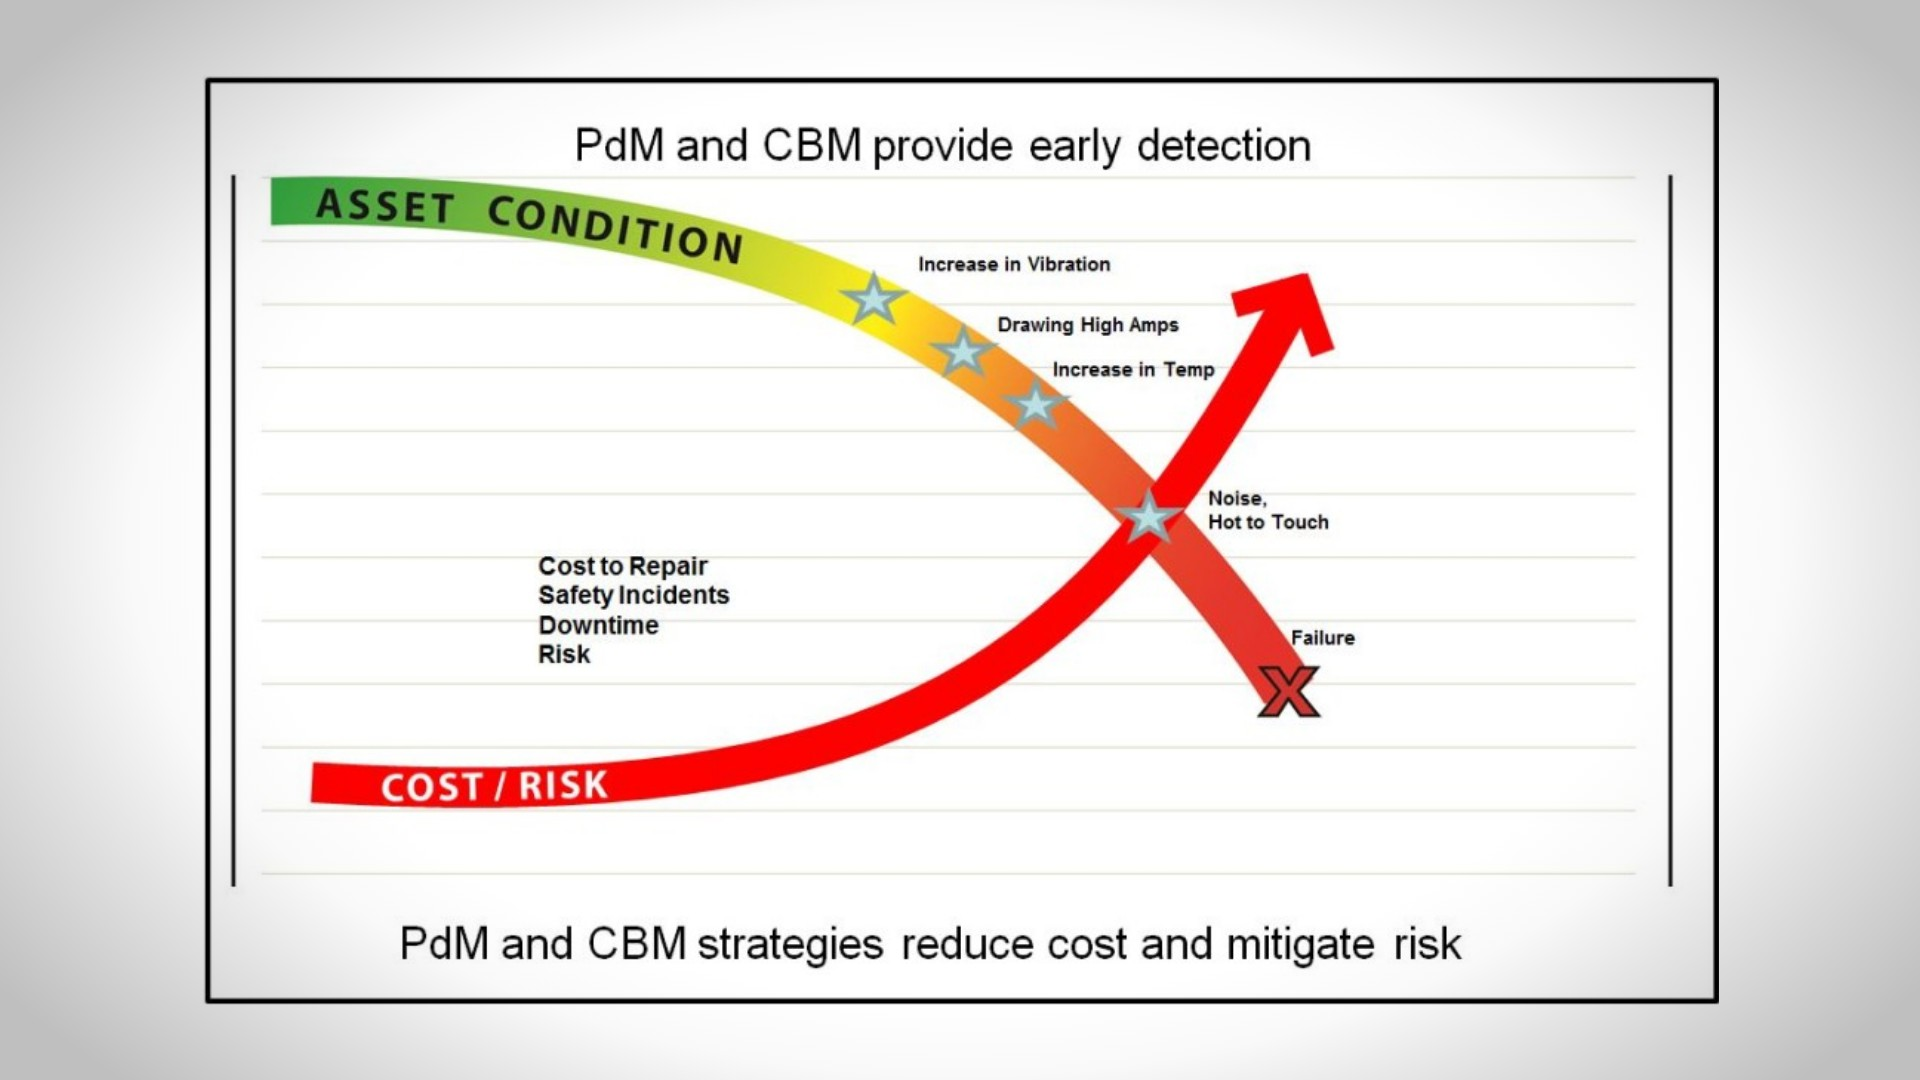 PdM and CBM provide early detection
ASSET CONDITION
Increase in Vibration
Drawing High Amps
Increase in Temp
Noise,
Hot to Touch
Cost to Repair
Safety Incidents
Downtime
Risk
Failure
X
COST / RISK
PdM and CBM strategies reduce cost and mitigate risk